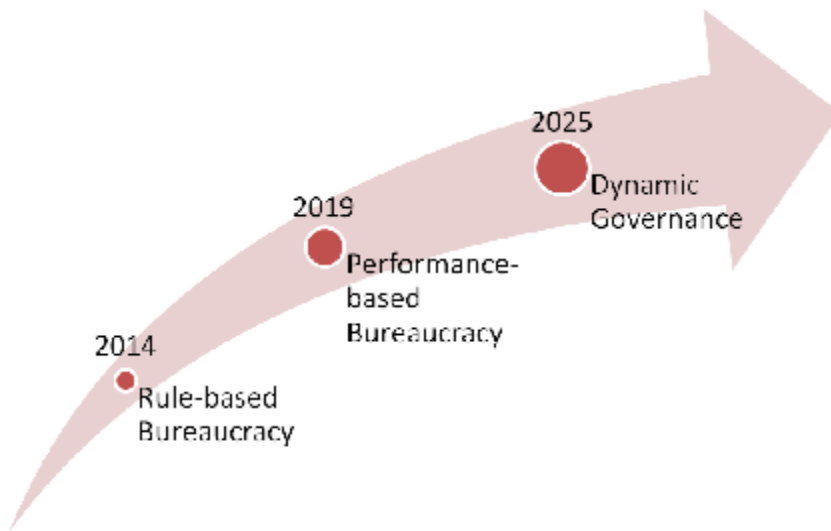 2025
Dynamic
Governance
2019
Performance-
based
Bureaucracy
2014
Rule-based
Bureaucracy